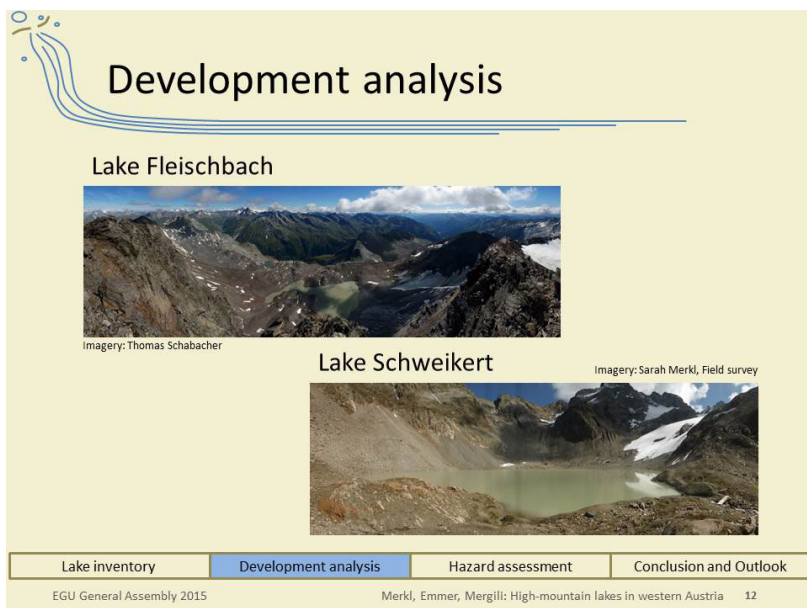 Development analysis
Lake Fleischbach
Imagery: Thomas Schabacher
Lake Schweikert
Imagery: Sarah Merkl, Field survey
Lake inventory
Development analysis
Hazard assessment
Conclusion and Outlook
EGU General Assembly 2015
Merkl, Emmer, Mergili: High-mountain lakes in western Austria
12